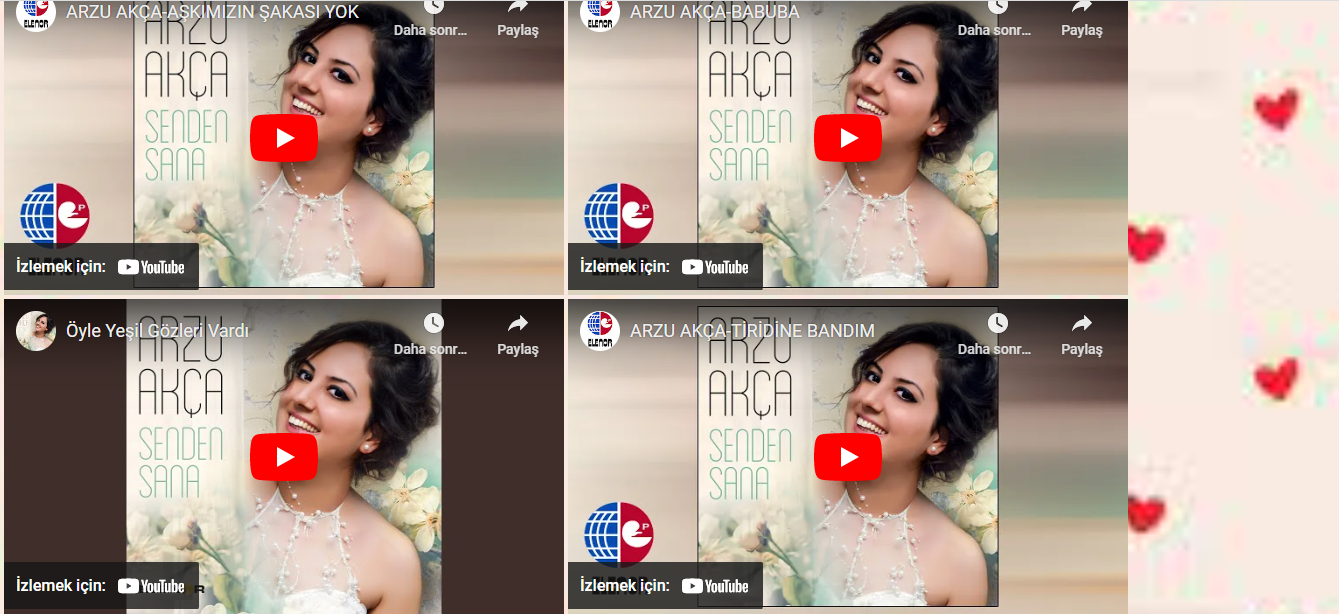 ELENOR
ARZU AKÇA-AŞKIMIZIN ŞAKASI YOK
Daha sonr...
Paylaş
ARZU
AKÇA
SENDEN
SANA
P
İzlemek için: YouTube
ELENOR
ARZU AKÇA-BABUBA
Daha sonr...
Paylaş
ARZU
AKÇA
SENDEN
SANA
P
İzlemek için: YouTube
Öyle Yeşil Gözleri Vardı
Daha sonr...
Paylaş
ARZU
AKÇA
SENDEN
SANA
İzlemek için: YouTube
ELENOR
ARZU AKÇA-TİRİDİNE BANDIM
Daha sonr...
Paylaş
ARZU
AKÇA
SENDEN
SANA
P
İzlemek için: YouTube